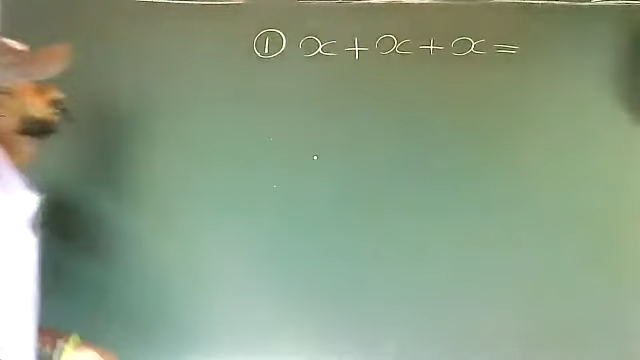 ① x + x + x =